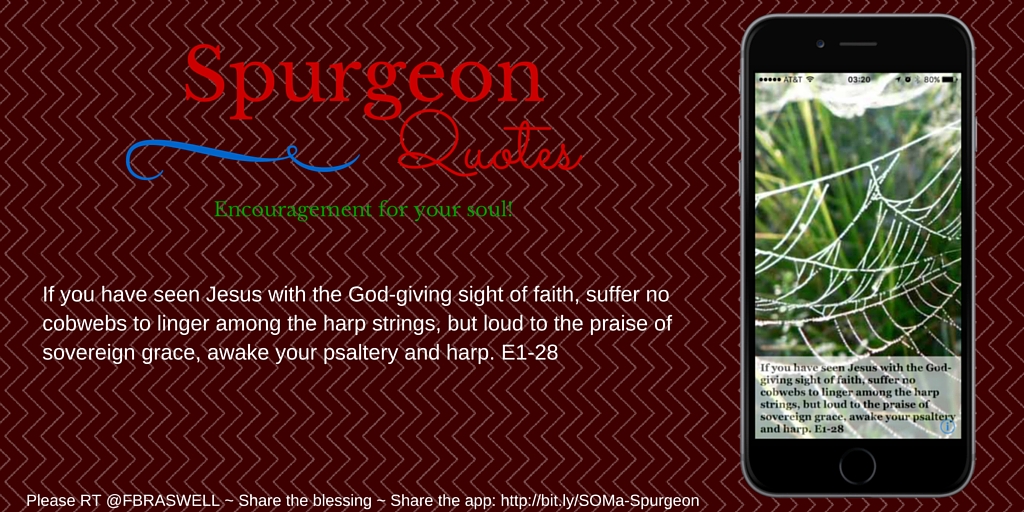 Spurgeon
Quotes
Encouragement for your soul!
If you have seen Jesus with the God-giving sight of faith, suffer no
cobwebs to linger among the harp strings, but loud to the praise of
sovereign grace, awake your psaltery and harp. E1-28
Please RT @FBRASWELL ~ Share the blessing ~ Share the app: http://bit.ly/SOMa-Spurgeon
AT&T 03:20 80%
If you have seen Jesus with the God-
giving sight of faith, suffer no
cobwebs to linger among the harp
strings, but loud to the praise of
sovereign grace, awake your psaltery
and harp. E1-28
i